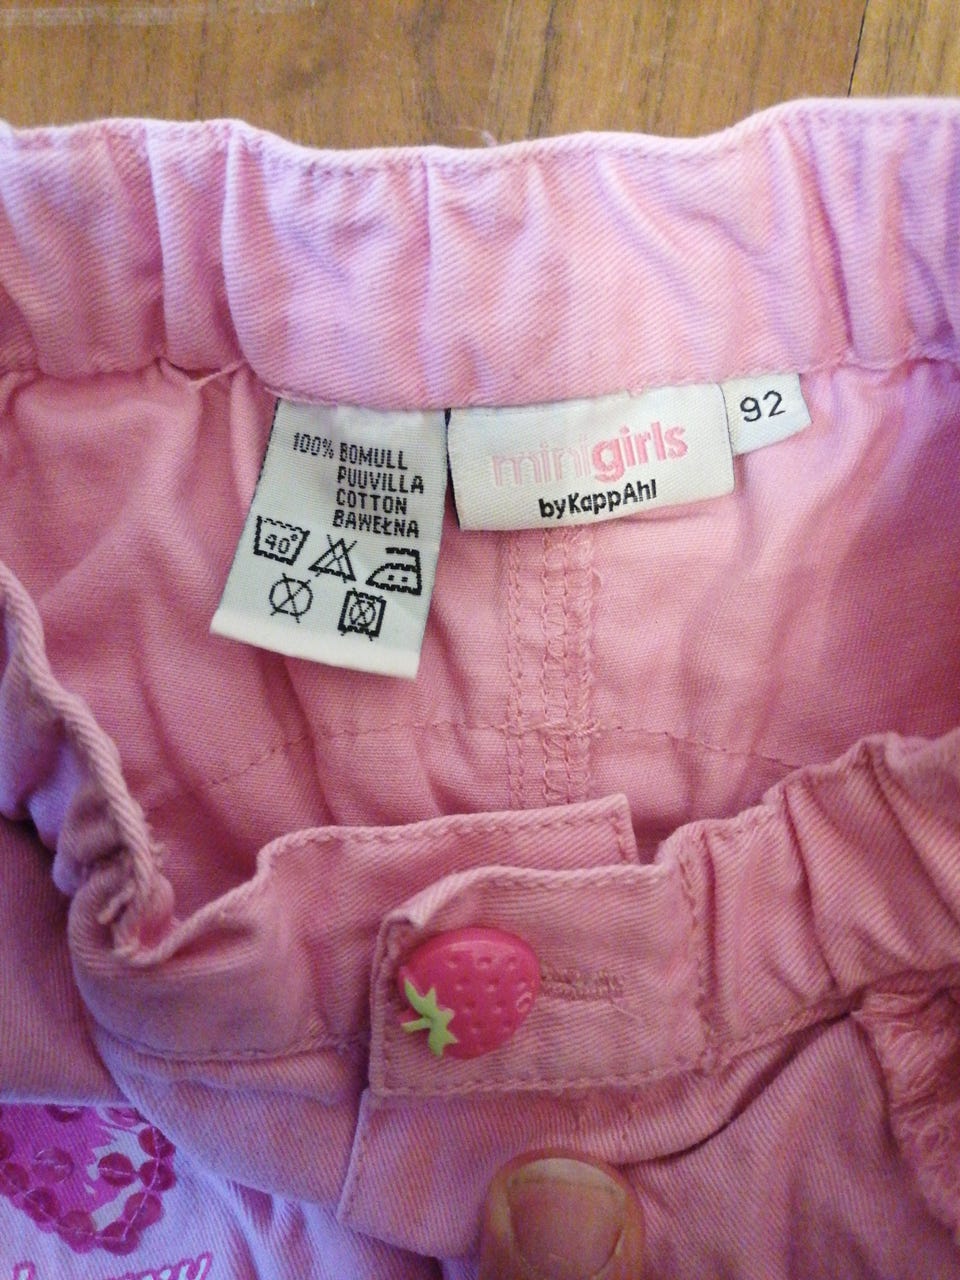 100% BOMULL
PUUVILLA
COTTON
BAWEŁNA
40°
minigirls
byKappAhl
92